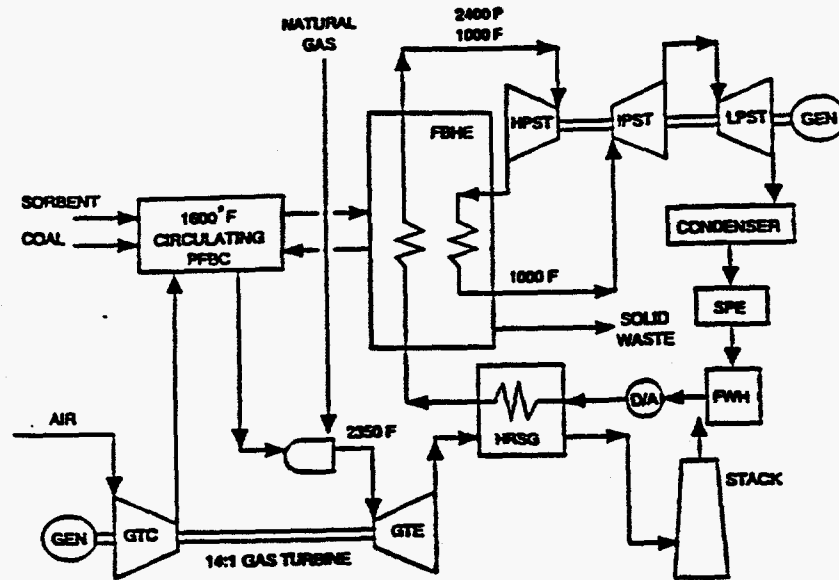 NATURAL
GAS
2400 P
1000 F
HPST
IPST
LPST
GEN
FBHE
SORBENT
COAL
1600°F
CIRCULATING
PFBC
CONDENSER
1000 F
SPE
SOLID
WASTE
D/A
FWH
HRSG
AIR
2350 F
STACK
GEN
GTC
GTE
14:1 GAS TURBINE